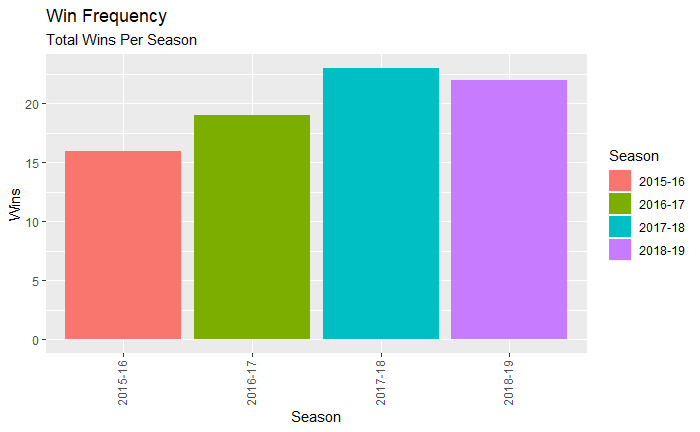 Win Frequency
Total Wins Per Season
Wins
20
15
10
5
0
2015-16
2016-17
2017-18
2018-19
Season
Season
2015-16
2016-17
2017-18
2018-19